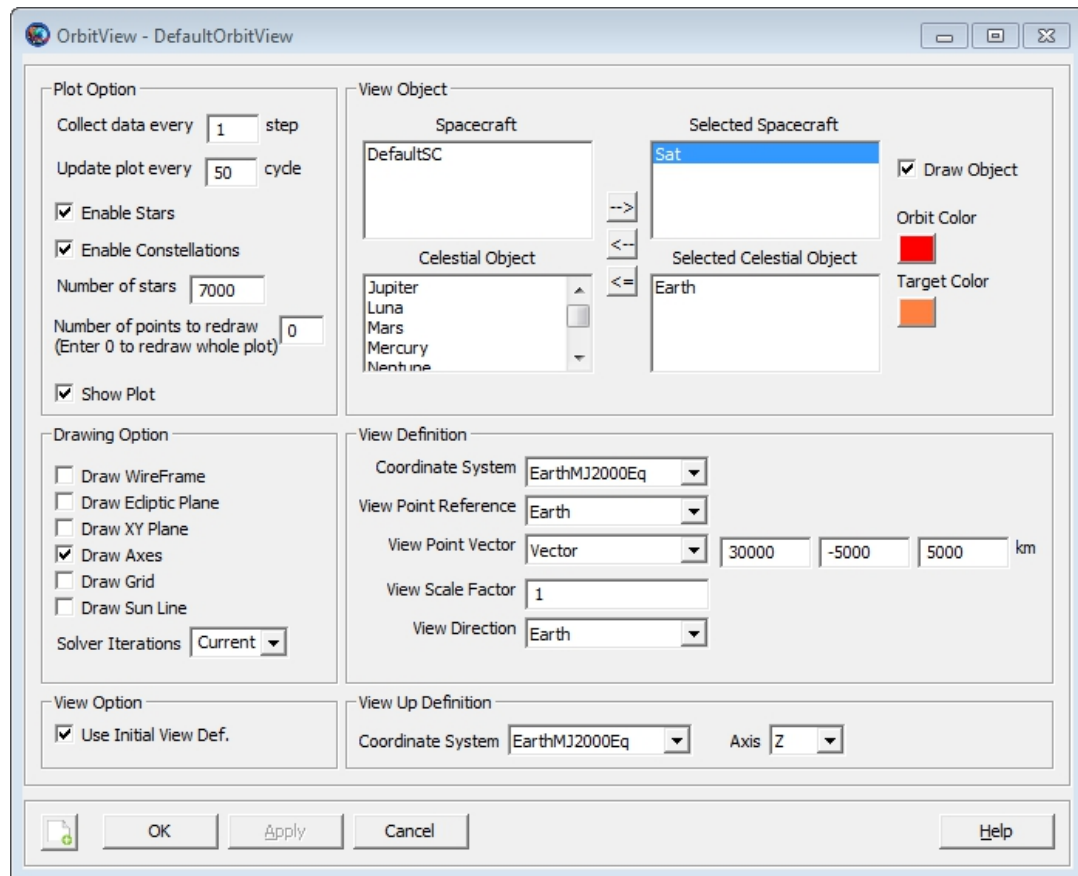 OrbitView - DefaultOrbitView
Plot Option
Collect data every 1 step
Update plot every 50 cycle
Enable Stars
Enable Constellations
Number of stars 7000
Number of points to redraw 0
(Enter 0 to redraw whole plot)
Show Plot
View Object
Spacecraft
DefaultSC
-->
<--
<=
Celestial Object
Jupiter
Luna
Mars
Mercury
Neptune
Selected Spacecraft
Sat
Selected Celestial Object
Earth
Draw Object
Orbit Color
Target Color
Drawing Option
Draw WireFrame
Draw Ecliptic Plane
Draw XY Plane
Draw Axes
Draw Grid
Draw Sun Line
Solver Iterations Current
View Definition
Coordinate System EarthMJ2000Eq
View Point Reference Earth
View Point Vector Vector 30000 -5000 5000 km
View Scale Factor 1
View Direction Earth
View Option
Use Initial View Def.
View Up Definition
Coordinate System EarthMJ2000Eq Axis Z
OK Apply Cancel Help